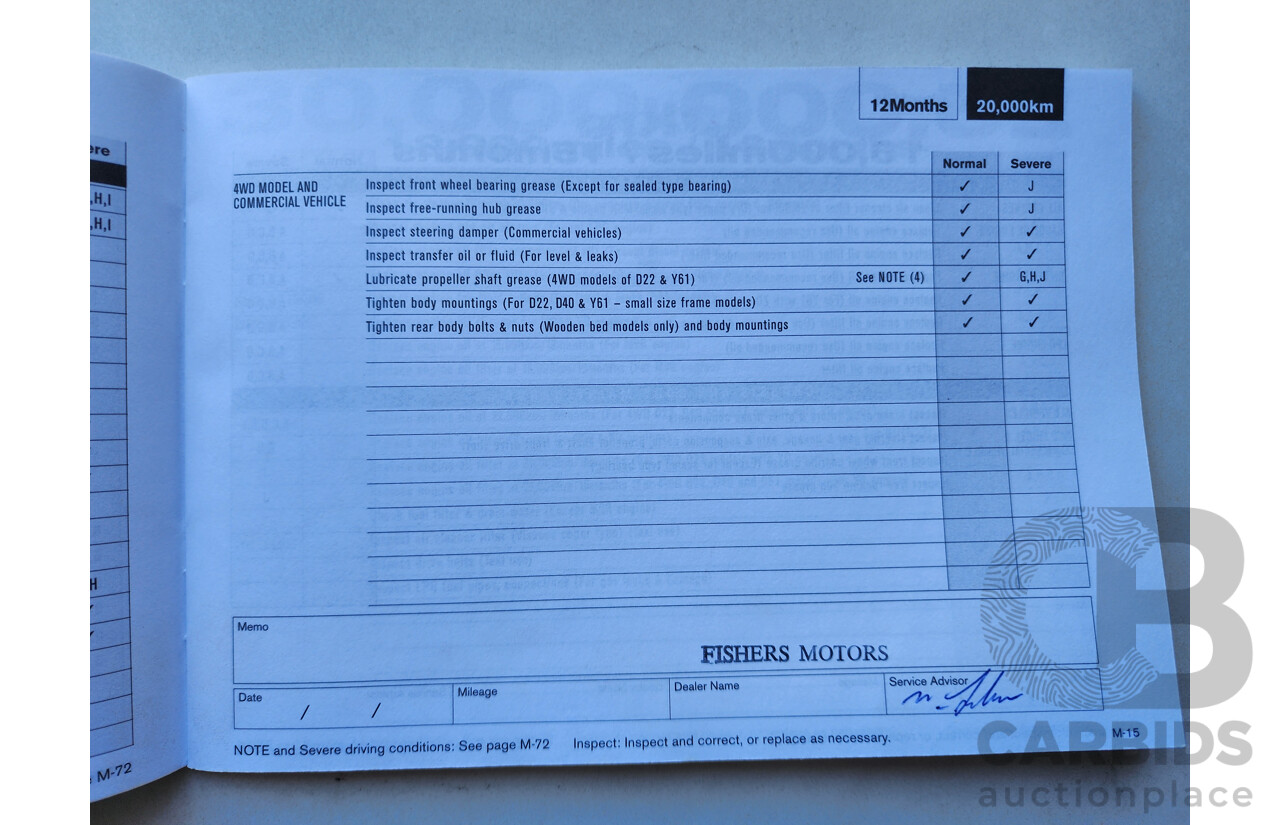 ere
,H,I
,H,I
H
M-72
12Months
20,000km
Normal Severe
4WD MODEL AND
COMMERCIAL VEHICLE
Inspect front wheel bearing grease (Except for sealed type bearing) ✓ J
Inspect free-running hub grease ✓ J
Inspect steering damper (Commercial vehicles) ✓ ✓
Inspect transfer oil or fluid (For level & leaks) ✓ ✓
Lubricate propeller shaft grease (4WD models of D22 & Y61) See NOTE (4) ✓ G,H,J
Tighten body mountings (For D22, D40 & Y61 – small size frame models) ✓ ✓
Tighten rear body bolts & nuts (Wooden bed models only) and body mountings ✓ ✓
Memo
FISHERS MOTORS
Date / /
Mileage
Dealer Name
Service Advisor
NOTE and Severe driving conditions: See page M-72 Inspect: Inspect and correct, or replace as necessary.
M-15
CARBIDS
auctionplace